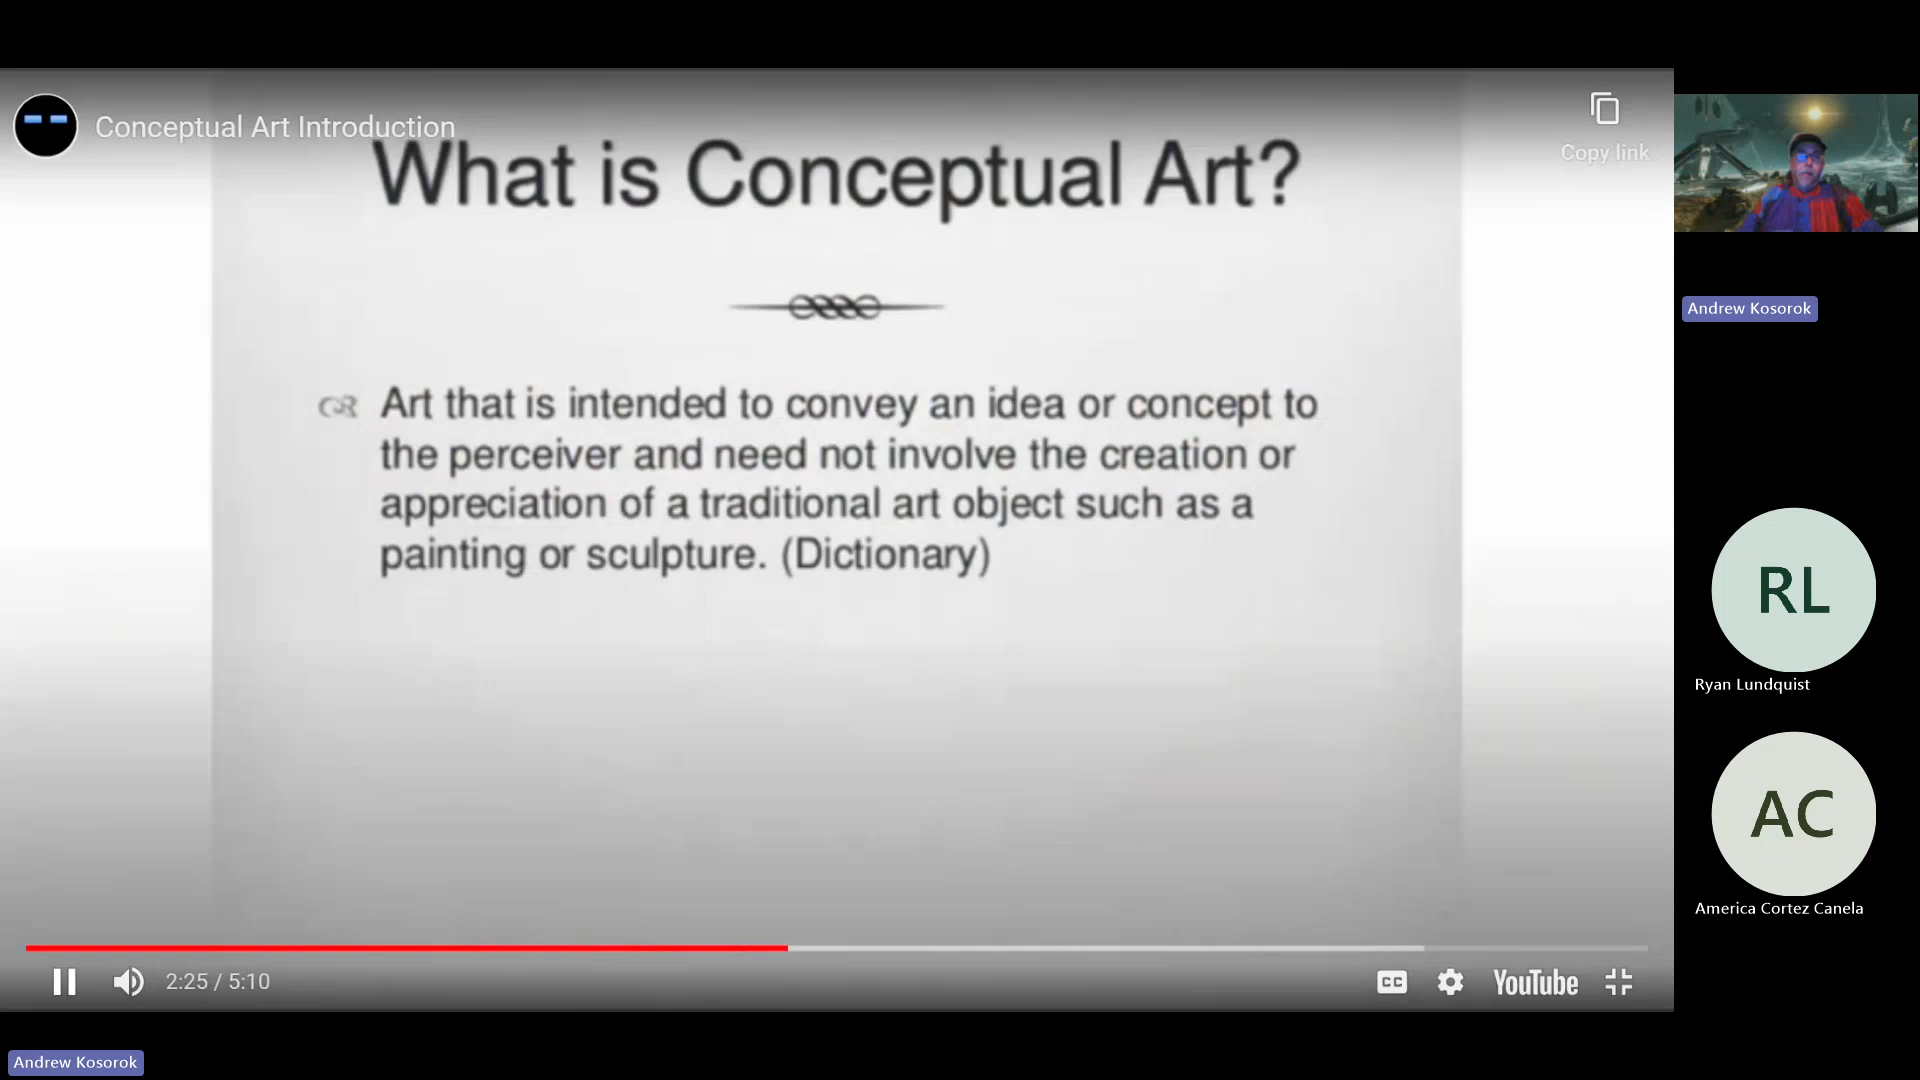 Conceptual Art Introduction
Copy link
What is Conceptual Art?
Art that is intended to convey an idea or concept to
the perceiver and need not involve the creation or
appreciation of a traditional art object such as a
painting or sculpture. (Dictionary)
2:25 / 5:10
CC
YouTube
Andrew Kosorok
Andrew Kosorok
RL
Ryan Lundquist
AC
America Cortez Canela